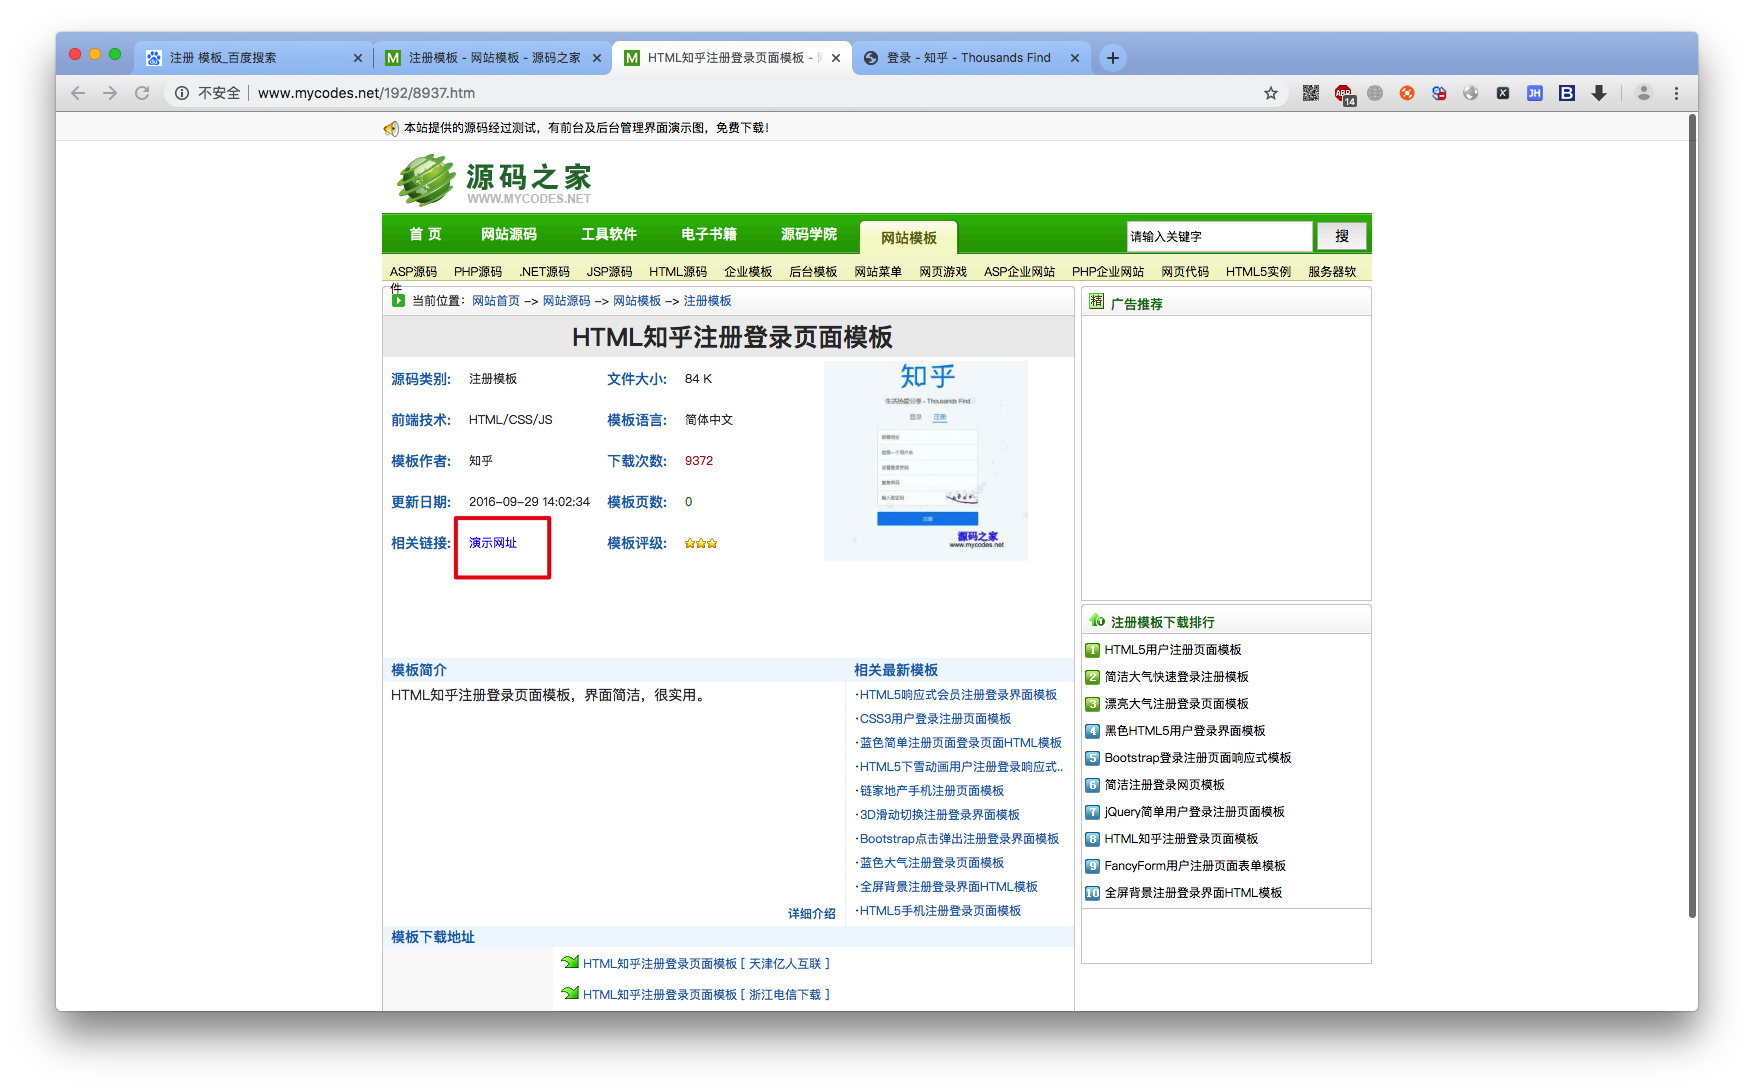 注册 模板_百度搜索
注册模板 - 网站模板 - 源码之家
HTML知乎注册登录页面模板 -
登录 - 知乎 - Thousands Find
不安全 www.mycodes.net/192/8937.htm
ABP
14
JH
B
本站提供的源码经过测试，有前台及后台管理界面演示图，免费下载！
源码之家
WWW.MYCODES.NET
首 页 网站源码 工具软件 电子书籍 源码学院 网站模板
请输入关键字 搜
ASP源码 PHP源码 .NET源码 JSP源码 HTML源码 企业模板 后台模板 网站菜单 网页游戏 ASP企业网站 PHP企业网站 网页代码 HTML5实例 服务器软
件
当前位置：网站首页 --> 网站源码 --> 网站模板 --> 注册模板
HTML知乎注册登录页面模板
源码类别: 注册模板 文件大小: 84 K
前端技术: HTML/CSS/JS 模板语言: 简体中文
模板作者: 知乎 下载次数: 9372
更新日期: 2016-09-29 14:02:34 模板页数: 0
相关链接: 演示网址 模板评级:
知乎
生活热爱分享 - Thousands Find
登录 注册
邮箱地址
设置登录密码
重复密码
输入验证码
注册
源码之家
www.mycodes.net
模板简介
HTML知乎注册登录页面模板，界面简洁，很实用。
详细介绍
相关最新模板
·HTML5响应式会员注册登录界面模板
·CSS3用户登录注册页面模板
·蓝色简单注册页面登录页面HTML模板
·HTML5下雪动画用户注册登录响应式..
·链家地产手机注册页面模板
·3D滑动切换注册登录界面模板
·Bootstrap点击弹出注册登录界面模板
·蓝色大气注册登录页面模板
·全屏背景注册登录界面HTML模板
·HTML5手机注册登录页面模板
模板下载地址
HTML知乎注册登录页面模板 [ 天津亿人互联 ]
HTML知乎注册登录页面模板 [ 浙江电信下载 ]
精 广告推荐
10 注册模板下载排行
1 HTML5用户注册页面模板
2 简洁大气快速登录注册模板
3 漂亮大气注册登录页面模板
4 黑色HTML5用户登录界面模板
5 Bootstrap登录注册页面响应式模板
6 简洁注册登录网页模板
7 jQuery简单用户登录注册页面模板
8 HTML知乎注册登录页面模板
9 FancyForm用户注册页面表单模板
10 全屏背景注册登录界面HTML模板